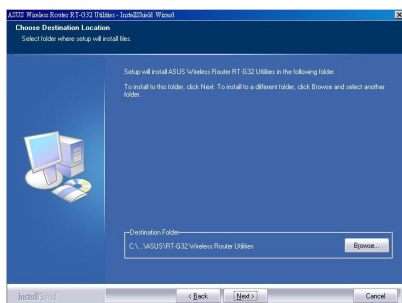 ASUS Wireless Router RT-G32 Utilities - InstallShield Wizard
Choose Destination Location
Select folder where setup will install files.
Setup will install ASUS Wireless Router RT-G32 Utilities in the following folder.
To install to this folder, click Next. To install to a different folder, click Browse and select another
folder.
Destination Folder
C:\...\ASUS\RT-G32 Wireless Router Utilities
Browse...
InstallShield
< Back
Next >
Cancel